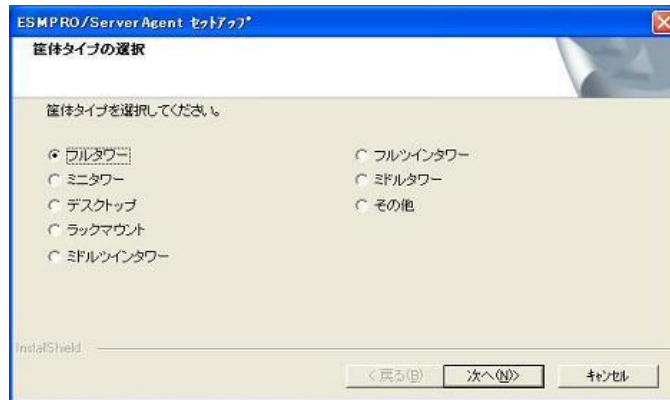 ESMPRO/ServerAgent セットアップ
筐体タイプの選択
筐体タイプを選択してください。
フルタワー
ミニタワー
デスクトップ
ラックマウント
ミドルツインタワー
フルツインタワー
ミドルタワー
その他
InstallShield
< 戻る(B)
次へ(N)>
キャンセル